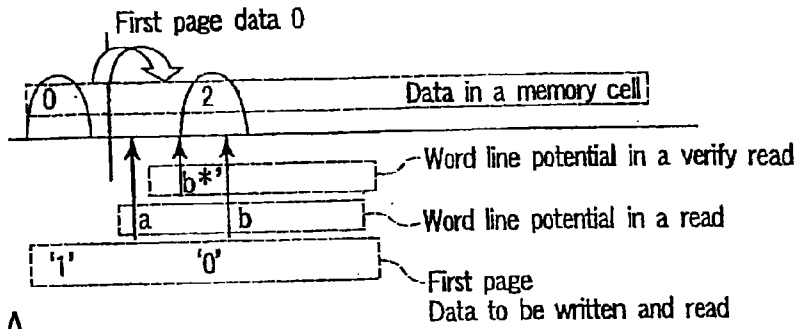 First page data 0
0 2 Data in a memory cell
b*' Word line potential in a verify read
a b Word line potential in a read
'1' '0' First page
Data to be written and read
A